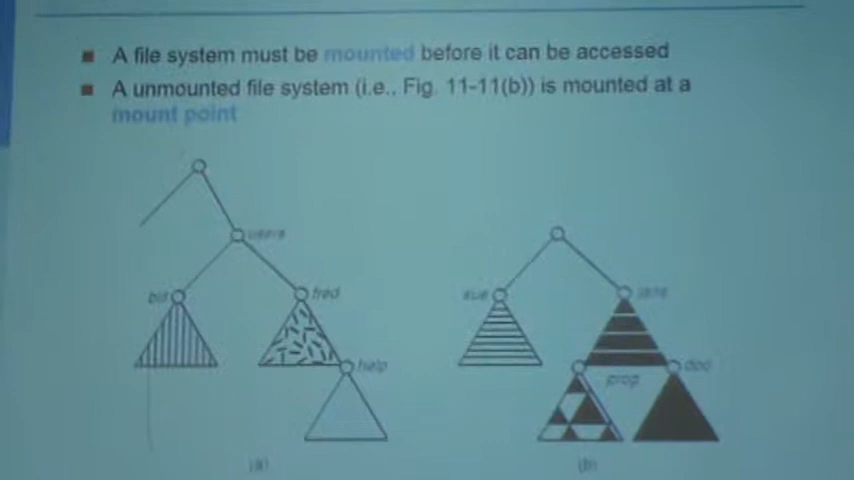 A file system must be mounted before it can be accessed
A unmounted file system (i.e., Fig. 11-11(b)) is mounted at a
mount point
users
bill fred
sue jane
help
prog doc
(a) (b)